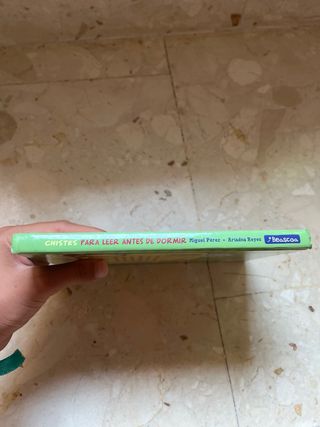 CHISTES PARA LEER ANTES DE DORMIR Miguel Pérez • Ariadna Reyes beascoa